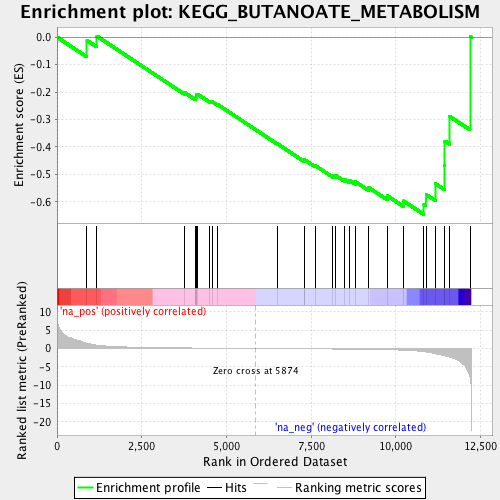 Enrichment plot: KEGG_BUTANOATE_METABOLISM
Enrichment score (ES)
0.0
-0.1
-0.2
-0.3
-0.4
-0.5
-0.6
'na_pos' (positively correlated)
Ranked list metric (PreRanked)
10
5
0
-5
-10
-15
-20
Zero cross at 5874
'na_neg' (negatively correlated)
0 2,500 5,000 7,500 10,000 12,500
Rank in Ordered Dataset
Enrichment profile Hits Ranking metric scores